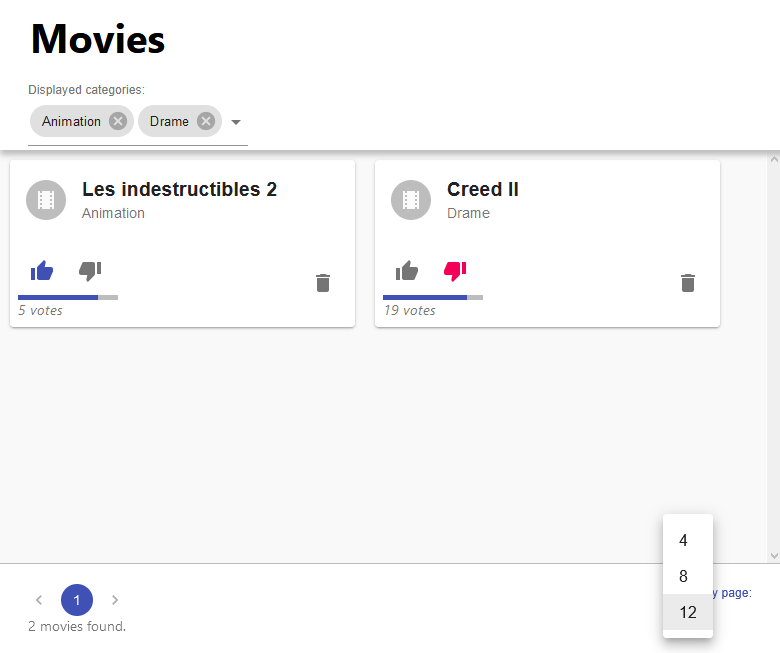 Movies
Displayed categories:
Animation Drame
Les indestructibles 2
Animation
5 votes
Creed II
Drame
19 votes
4
8
12
y page:
1
2 movies found.